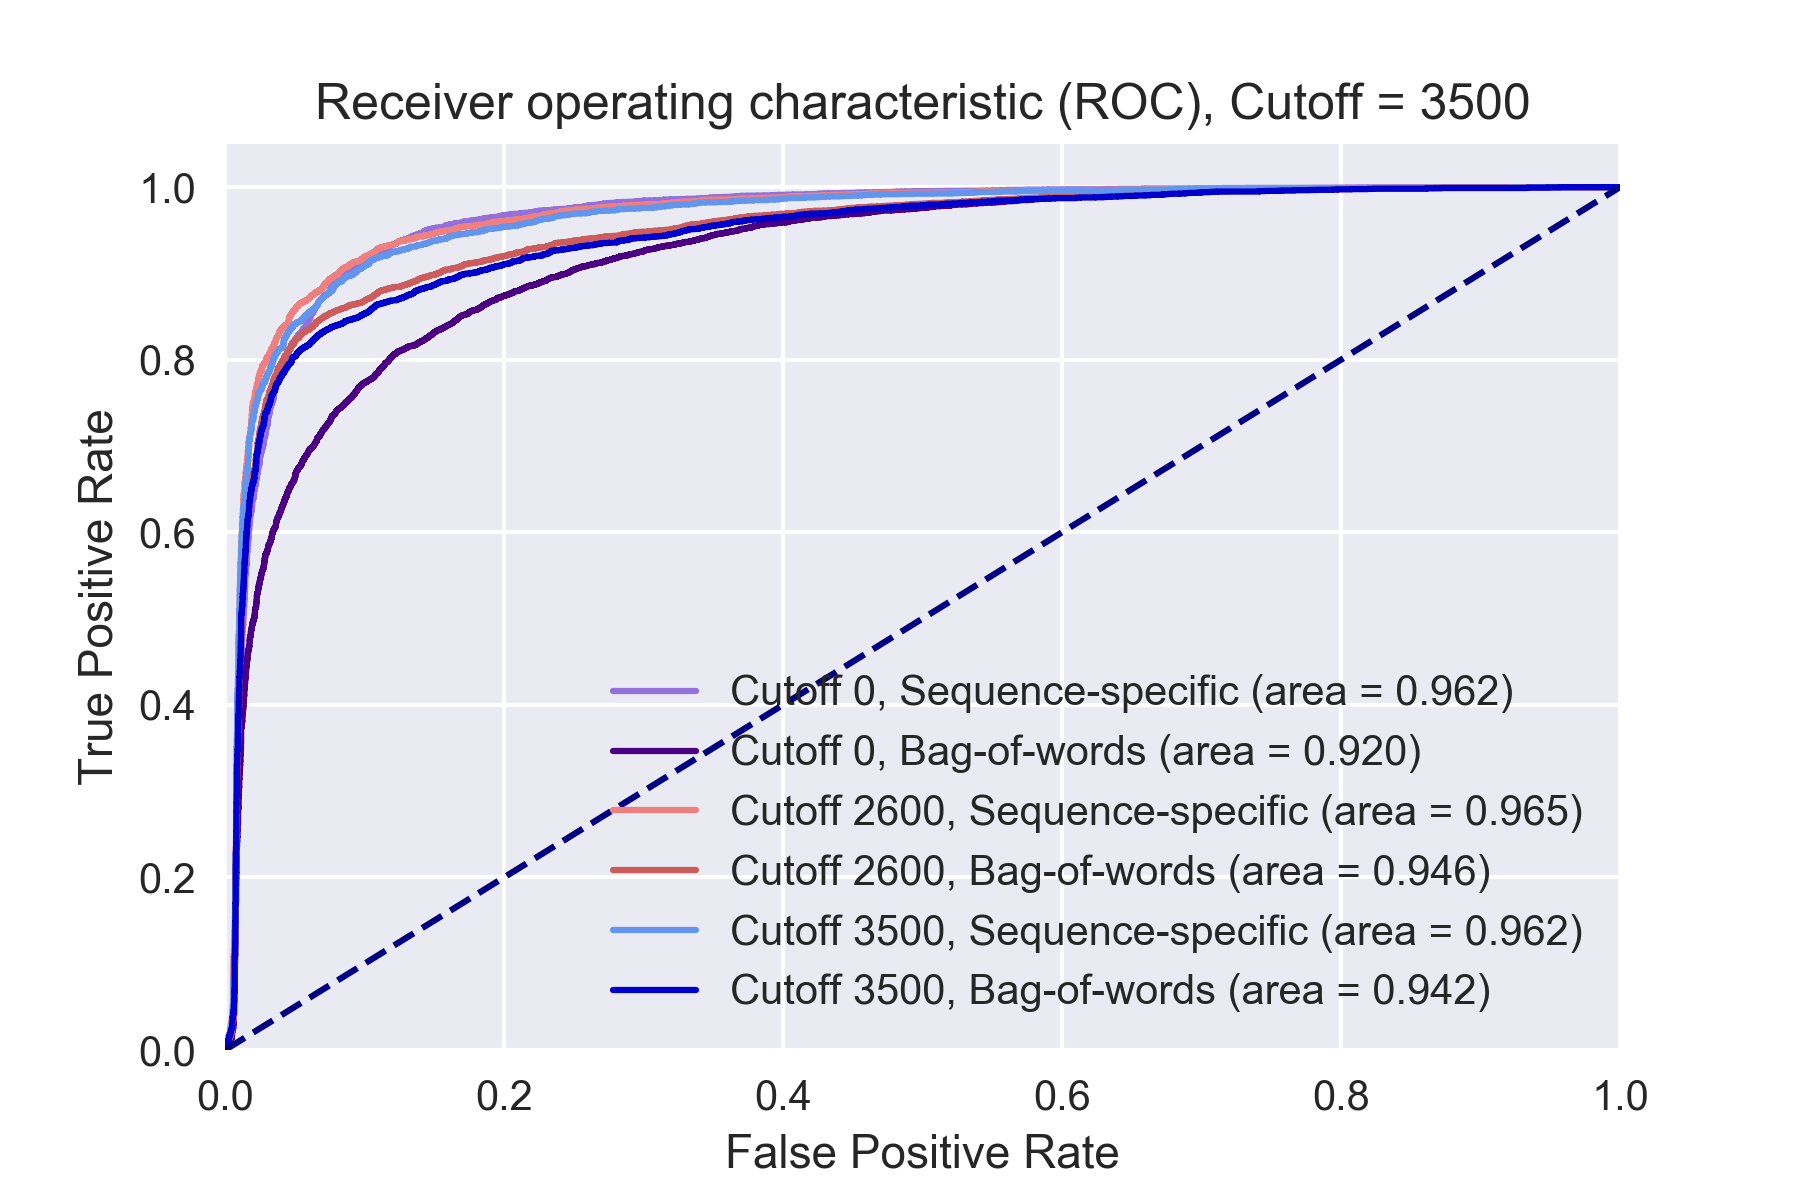 Receiver operating characteristic (ROC), Cutoff = 3500
True Positive Rate
1.0
0.8
0.6
0.4
0.2
0.0
Cutoff 0, Sequence-specific (area = 0.962)
Cutoff 0, Bag-of-words (area = 0.920)
Cutoff 2600, Sequence-specific (area = 0.965)
Cutoff 2600, Bag-of-words (area = 0.946)
Cutoff 3500, Sequence-specific (area = 0.962)
Cutoff 3500, Bag-of-words (area = 0.942)
0.0 0.2 0.4 0.6 0.8 1.0
False Positive Rate